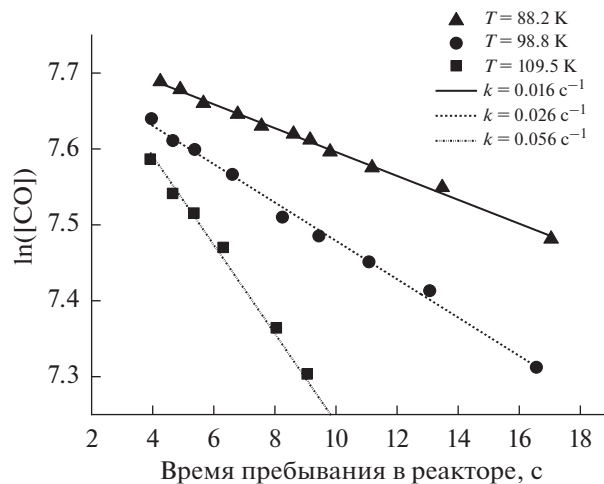 T = 88.2 K
T = 98.8 K
T = 109.5 K
k = 0.016 с⁻¹
k = 0.026 с⁻¹
k = 0.056 с⁻¹
ln([CO])
7.7
7.6
7.5
7.4
7.3
2 4 6 8 10 12 14 16 18
Время пребывания в реакторе, с